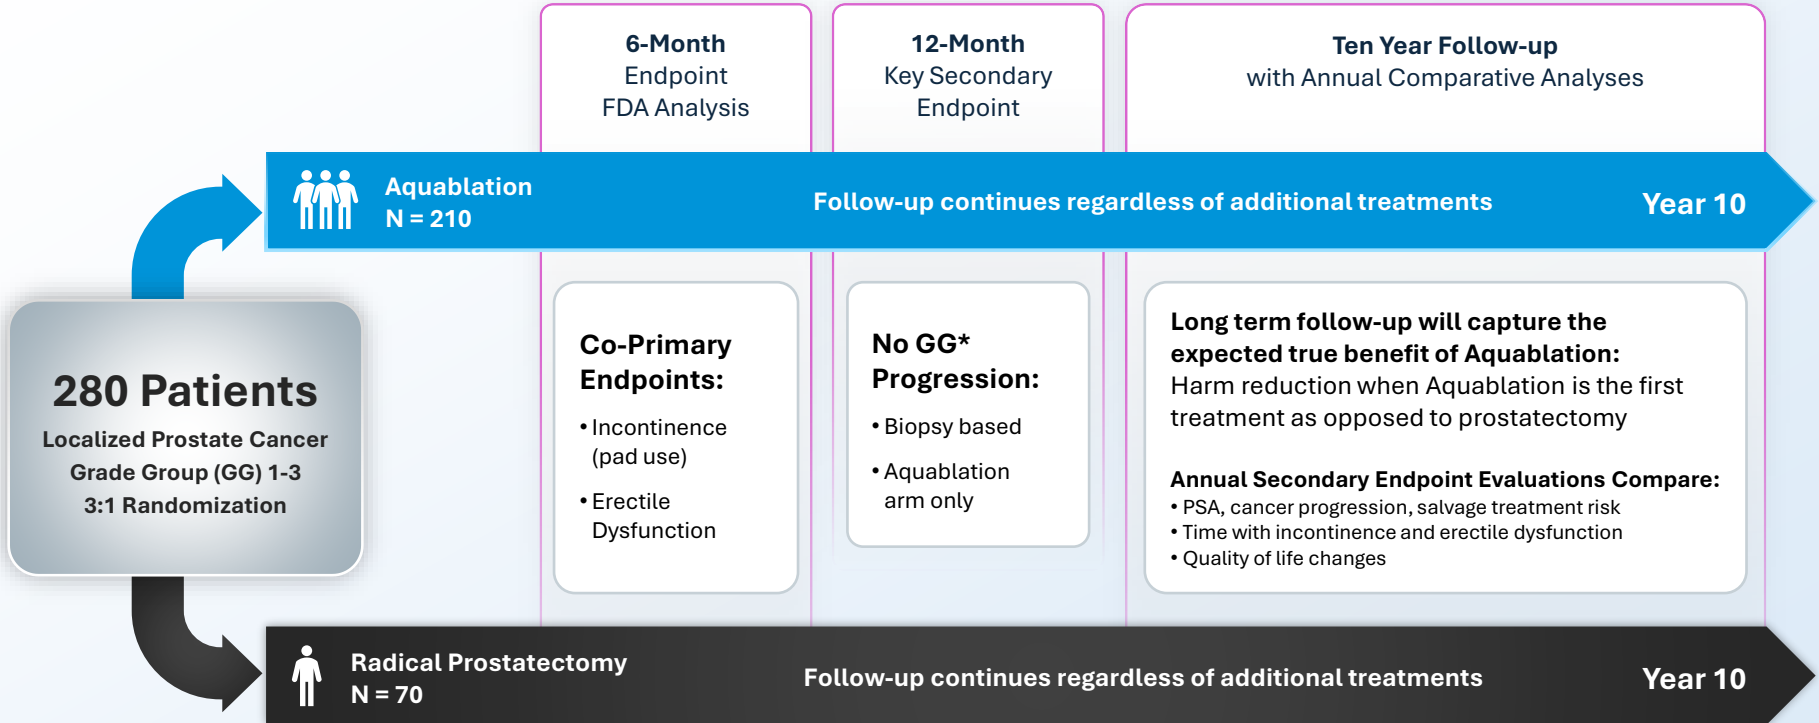 6-Month
Endpoint
FDA Analysis
12-Month
Key Secondary
Endpoint
Ten Year Follow-up
with Annual Comparative Analyses
Aquablation
N = 210
Follow-up continues regardless of additional treatments
Year 10
280 Patients
Localized Prostate Cancer
Grade Group (GG) 1-3
3:1 Randomization
Co-Primary
Endpoints:
• Incontinence
(pad use)
• Erectile
Dysfunction
No GG*
Progression:
• Biopsy based
• Aquablation
arm only
Long term follow-up will capture the
expected true benefit of Aquablation:
Harm reduction when Aquablation is the first
treatment as opposed to prostatectomy
Annual Secondary Endpoint Evaluations Compare:
• PSA, cancer progression, salvage treatment risk
• Time with incontinence and erectile dysfunction
• Quality of life changes
Radical Prostatectomy
N = 70
Follow-up continues regardless of additional treatments
Year 10